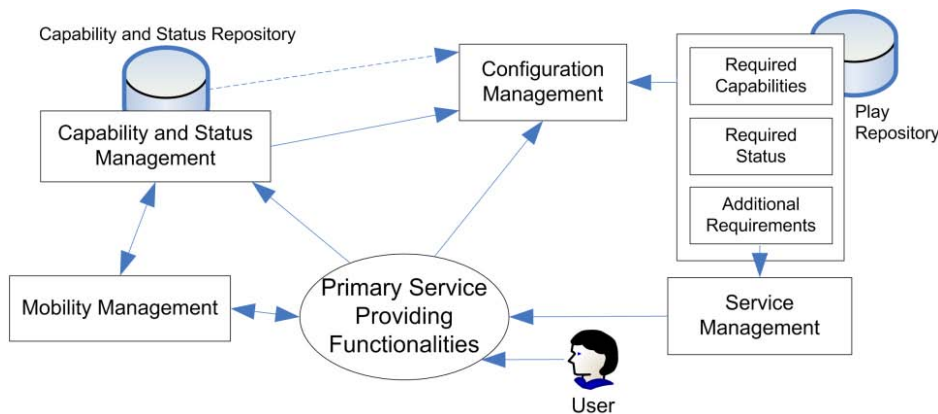 Capability and Status Repository
Capability and Status
Management
Configuration
Management
Required
Capabilities
Required
Status
Additional
Requirements
Play
Repository
Mobility Management
Primary Service
Providing
Functionalities
Service
Management
User